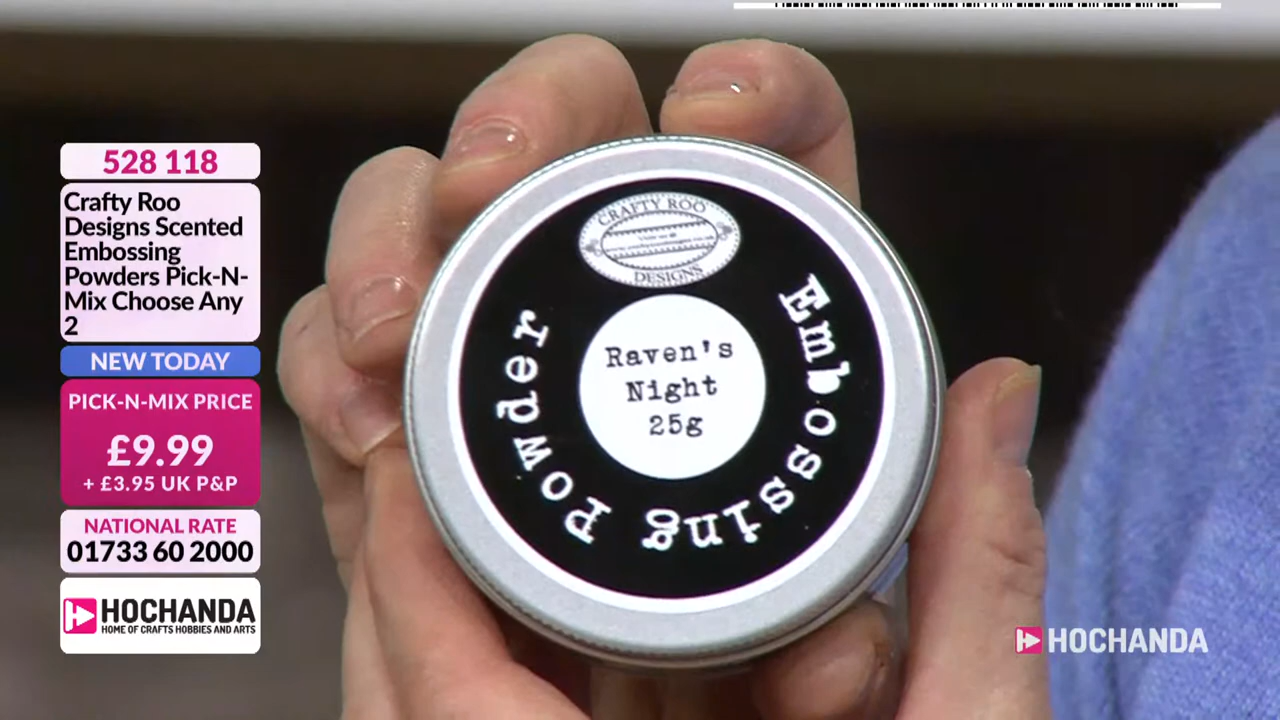 528 118
Crafty Roo
Designs Scented
Embossing
Powders Pick-N-
Mix Choose Any
2
NEW TODAY
PICK-N-MIX PRICE
£9.99
+ £3.95 UK P&P
NATIONAL RATE
01733 60 2000
HOCHANDA
HOME OF CRAFTS HOBBIES AND ARTS
CRAFTY ROO
DESIGNS
Raven's
Night
25g
Embossing Powder
HOCHANDA